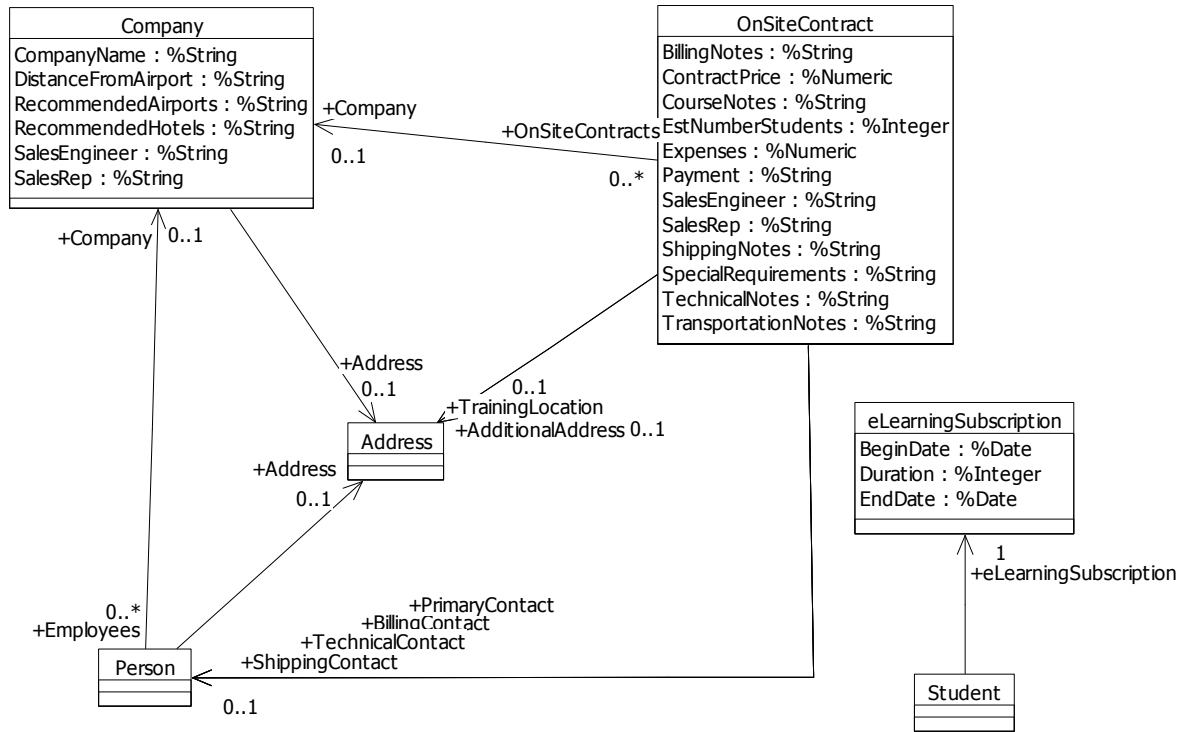 Company
CompanyName : %String
DistanceFromAirport : %String
RecommendedAirports : %String
RecommendedHotels : %String
SalesEngineer : %String
SalesRep : %String
OnSiteContract
BillingNotes : %String
ContractPrice : %Numeric
CourseNotes : %String
EstNumberStudents : %Integer
Expenses : %Numeric
Payment : %String
SalesEngineer : %String
SalesRep : %String
ShippingNotes : %String
SpecialRequirements : %String
TechnicalNotes : %String
TransportationNotes : %String
+Company
0..1
+OnSiteContracts
0..*
+Company
0..1
+Address
0..1
0..1
+TrainingLocation
+AdditionalAddress 0..1
Address
+Address
0..1
eLearningSubscription
BeginDate : %Date
Duration : %Integer
EndDate : %Date
1
+eLearningSubscription
0..*
+Employees
+PrimaryContact
+BillingContact
+TechnicalContact
+ShippingContact
Person
0..1
Student